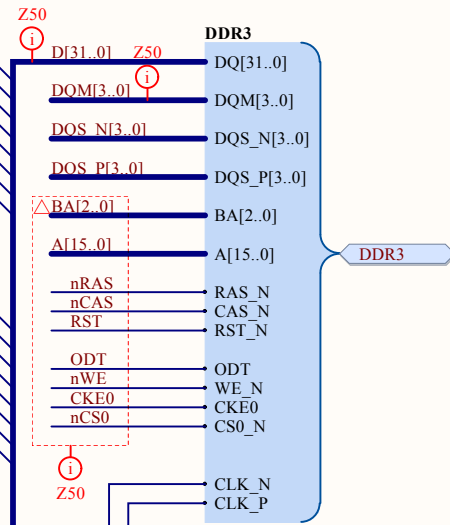 Z50
i
DDR3
D[31..0]
Z50
i
DQ[31..0]
DQM[3..0]
DQM[3..0]
DQS_N[3..0]
DQS_N[3..0]
DQS_P[3..0]
DQS_P[3..0]
BA[2..0]
BA[2..0]
A[15..0]
A[15..0]
DDR3
nRAS
RAS_N
nCAS
CAS_N
RST
RST_N
ODT
ODT
nWE
WE_N
CKE0
CKE0
nCS0
CS0_N
i
Z50
CLK_N
CLK_P